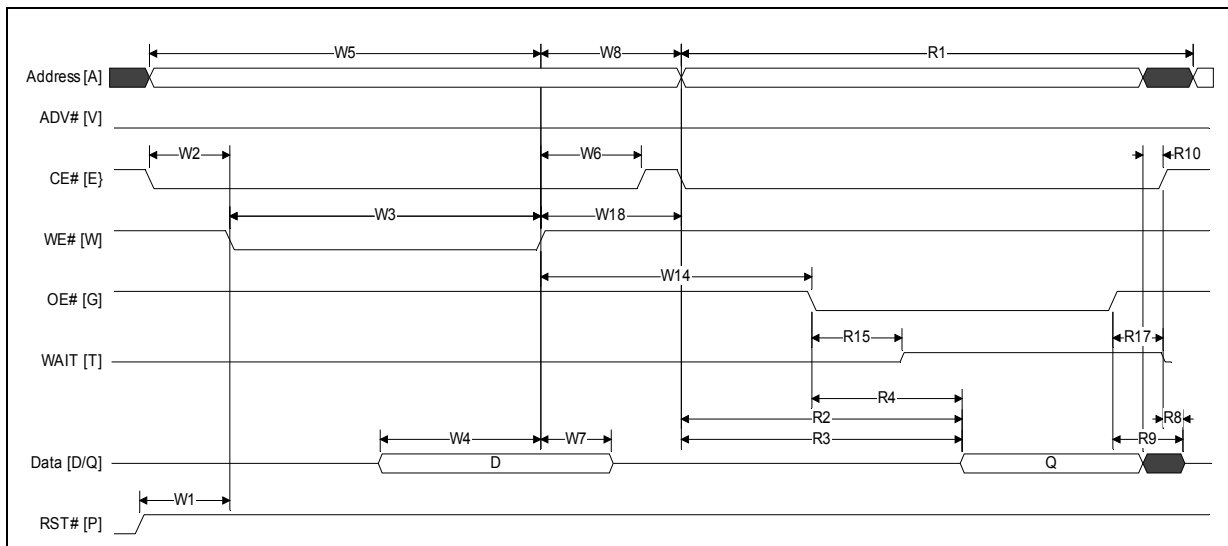 W5 W8 R1
Address [A]
ADV# [V]
W2 W6 R10
CE# [E}
W3 W18
WE# [W]
W14
OE# [G]
R15 R17
WAIT [T]
R4
R2 R8
W4 W7 R3 R9
Data [D/Q] D Q
W1
RST# [P]